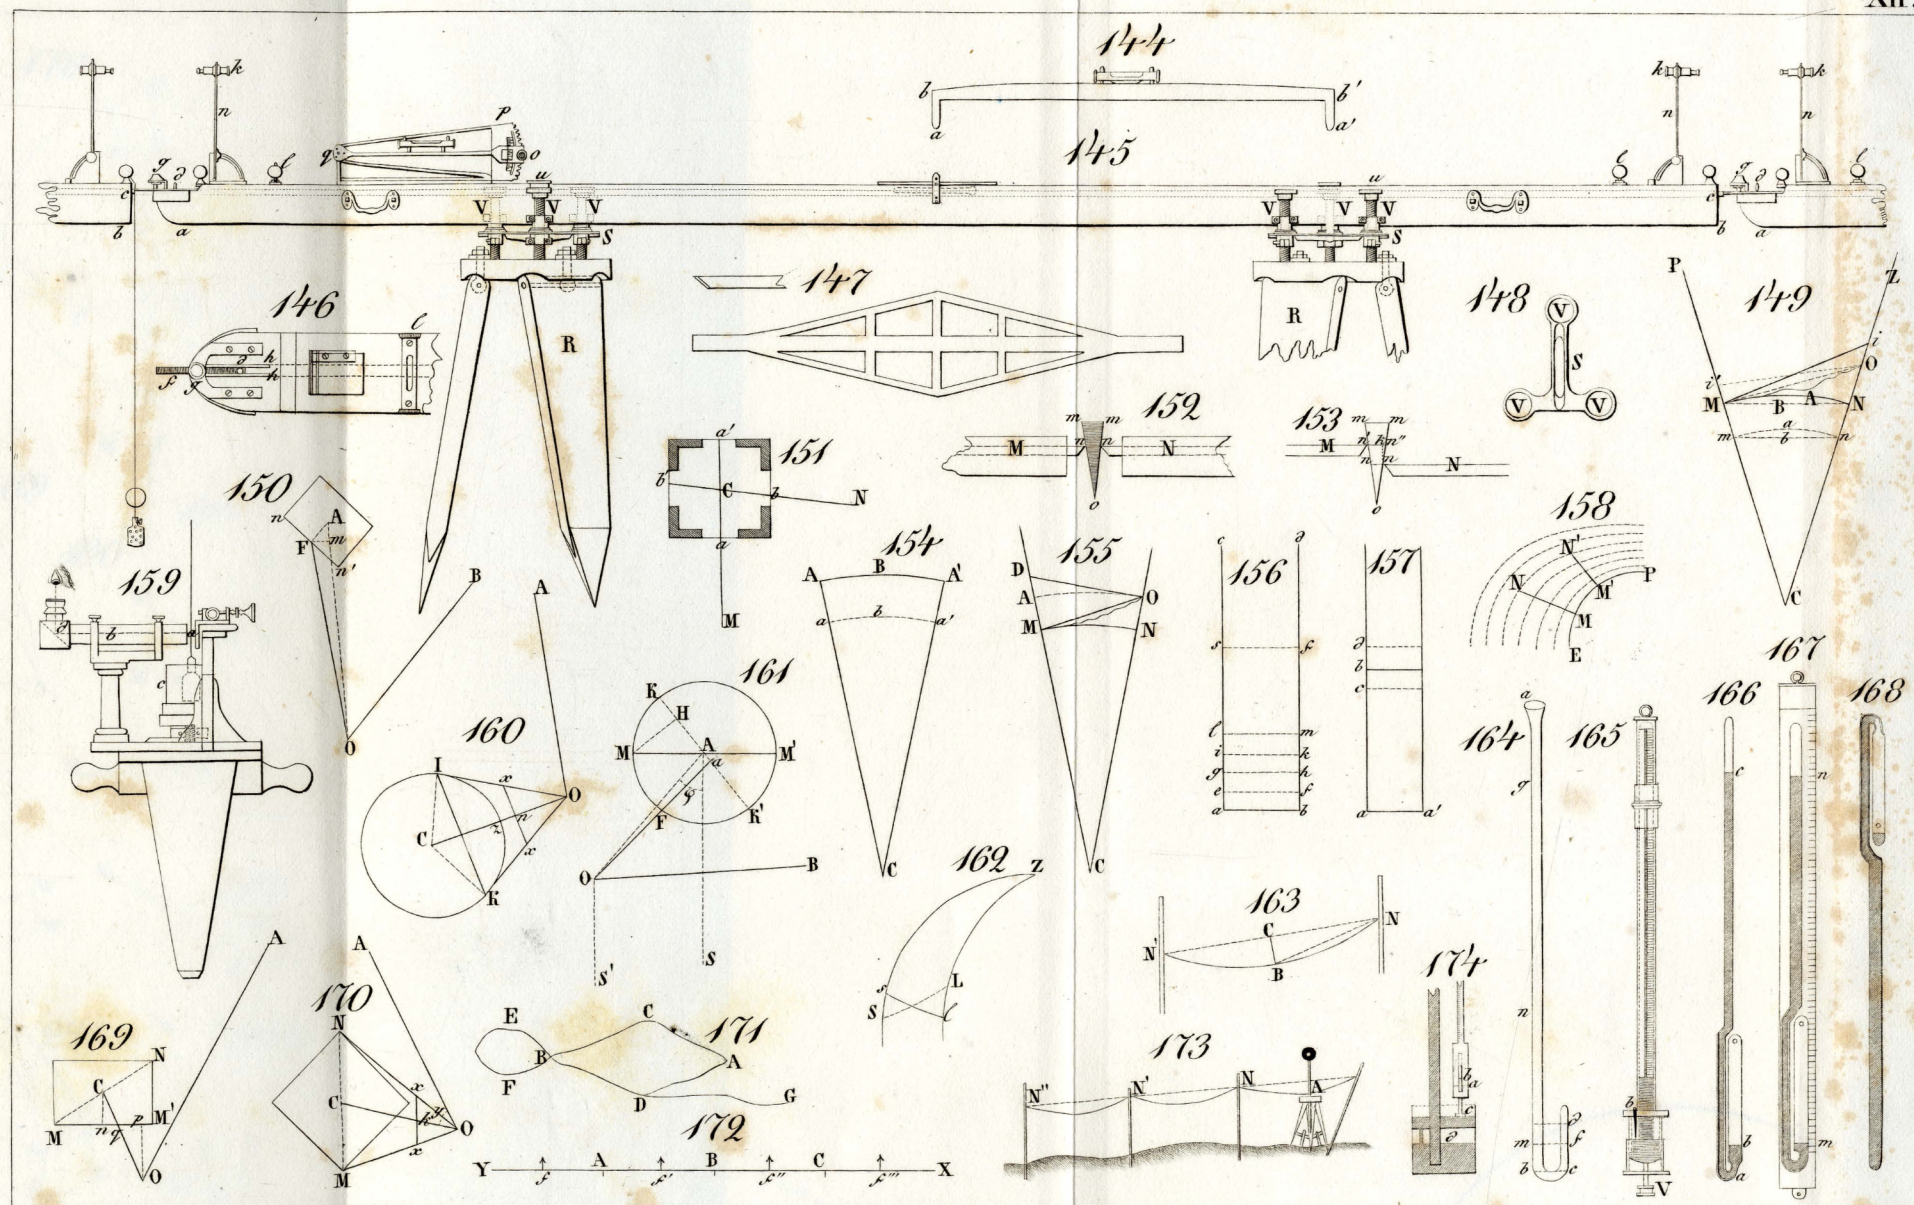 144
k
k
k
n
p
b
b'
n
n
a
a'
q
o
145
g
∂
l
u
u
l
g
∂
l
c
V
V
V
V
V
V
c
b
a
S
S
b
a
146
l
147
148
V
P
Z
149
∂
h
h
f
g
R
R
S
V
V
i
O
i'
M
B
A
N
m
a
b
n
C
152
m
m
M
n
n
N
o
153
m
m
M
n'
k
n''
n
n
N
o
150
n
A
F
m
n'
B
O
a'
151
b'
C
b
N
a
M
154
A
B
A'
a
b
a'
C
155
D
A
O
M
N
C
c
∂
156
s
f
l
m
i
k
g
h
e
f
a
b
157
∂
b
c
a
a'
158
N'
N
M'
P
M
E
159
∂
b
a
c
A
160
I
x
O
C
z
n
x
K
161
K
H
M
A
M'
a
φ
F
K'
O
B
S'
S
162
Z
s
L
S
l
163
N'
C
N
B
164
a
g
n
∂
m
f
b
c
165
b
V
166
c
b
a
167
n
m
168
169
A
N
C
M
n
q
p
M'
O
170
A
N
x
C
h
y
O
x
M
171
E
C
B
A
F
D
G
172
Y
A
B
C
X
f
f'
f''
f'''
173
N''
N'
N
A
174
b
a
c
∂